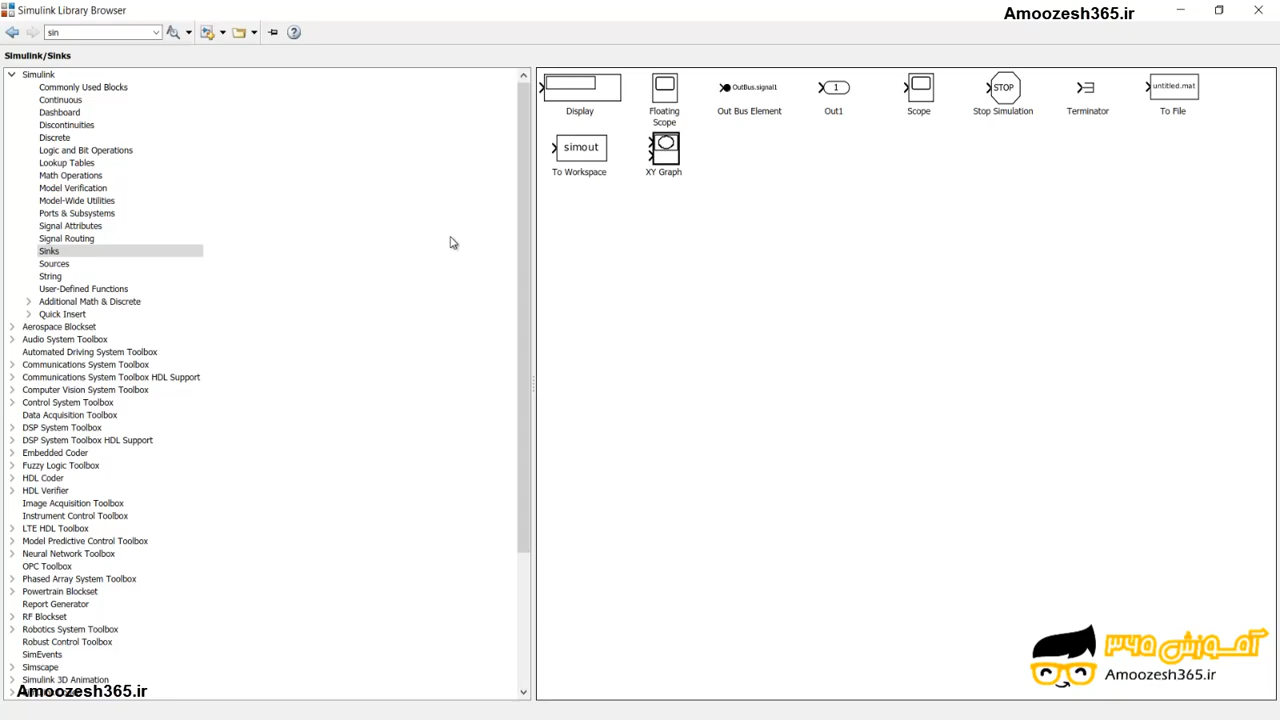 Simulink Library Browser
Amoozesh365.ir
sin
Simulink/Sinks
Simulink
Commonly Used Blocks
Continuous
Dashboard
Discontinuities
Discrete
Logic and Bit Operations
Lookup Tables
Math Operations
Model Verification
Model-Wide Utilities
Ports & Subsystems
Signal Attributes
Signal Routing
Sinks
Sources
String
User-Defined Functions
Additional Math & Discrete
Quick Insert
Aerospace Blockset
Audio System Toolbox
Automated Driving System Toolbox
Communications System Toolbox
Communications System Toolbox HDL Support
Computer Vision System Toolbox
Control System Toolbox
Data Acquisition Toolbox
DSP System Toolbox
DSP System Toolbox HDL Support
Embedded Coder
Fuzzy Logic Toolbox
HDL Coder
HDL Verifier
Image Acquisition Toolbox
Instrument Control Toolbox
LTE HDL Toolbox
Model Predictive Control Toolbox
Neural Network Toolbox
OPC Toolbox
Phased Array System Toolbox
Powertrain Blockset
Report Generator
RF Blockset
Robotics System Toolbox
Robust Control Toolbox
SimEvents
Simscape
Simulink 3D Animation
Amoozesh365.ir
OutBus.signal1
1
STOP
untitled.mat
Display
Floating Scope
Out Bus Element
Out1
Scope
Stop Simulation
Terminator
To File
simout
To Workspace
XY Graph
آموزش ۳۶۵
Amoozesh365.ir